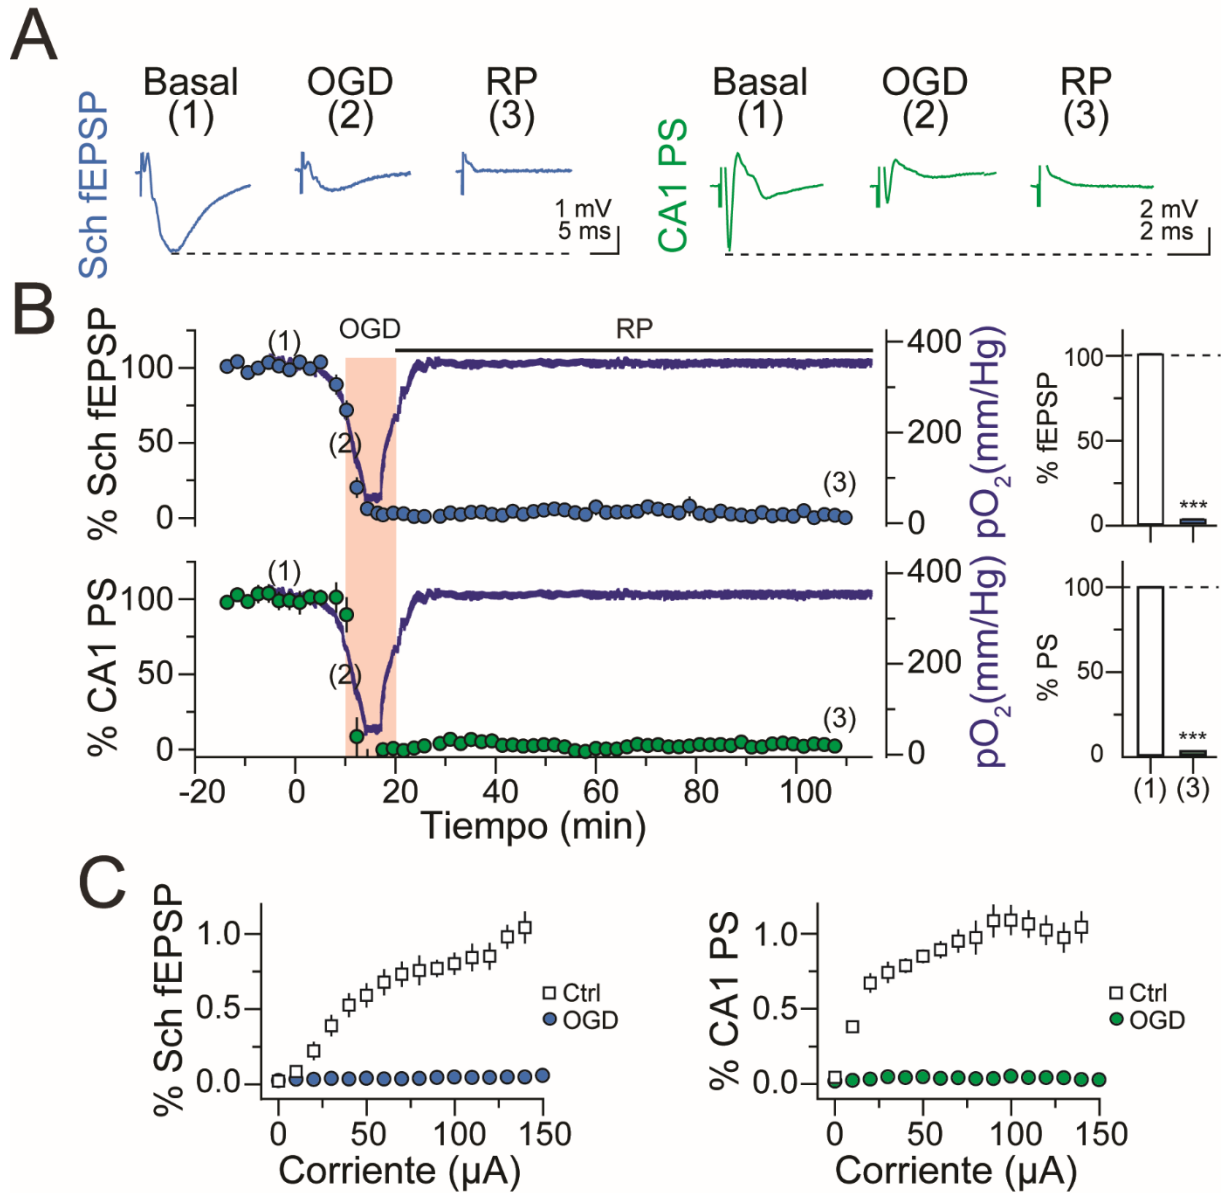 A
Sch fEPSP
Basal
(1)
OGD
(2)
RP
(3)
1 mV
5 ms
CA1 PS
Basal
(1)
OGD
(2)
RP
(3)
2 mV
2 ms
B
% Sch fEPSP
100
50
0
(1)
OGD
(2)
RP
(3)
400
200
0
pO2(mm/Hg)
% fEPSP
100
50
0
***
% CA1 PS
100
50
0
(1)
(2)
(3)
400
200
0
pO2(mm/Hg)
-20 0 20 40 60 80 100
Tiempo (min)
% PS
100
50
0
***
(1) (3)
C
% Sch fEPSP
1.0
0.5
0.0
Ctrl
OGD
0 50 100 150
Corriente (µA)
% CA1 PS
1.0
0.5
0.0
Ctrl
OGD
0 50 100 150
Corriente (µA)